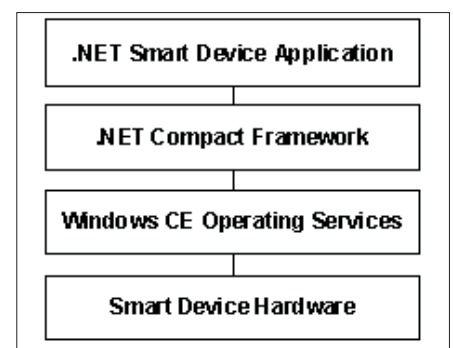 .NET Smart Device Application
.NET Compact Framework
Windows CE Operating Services
Smart Device Hardware